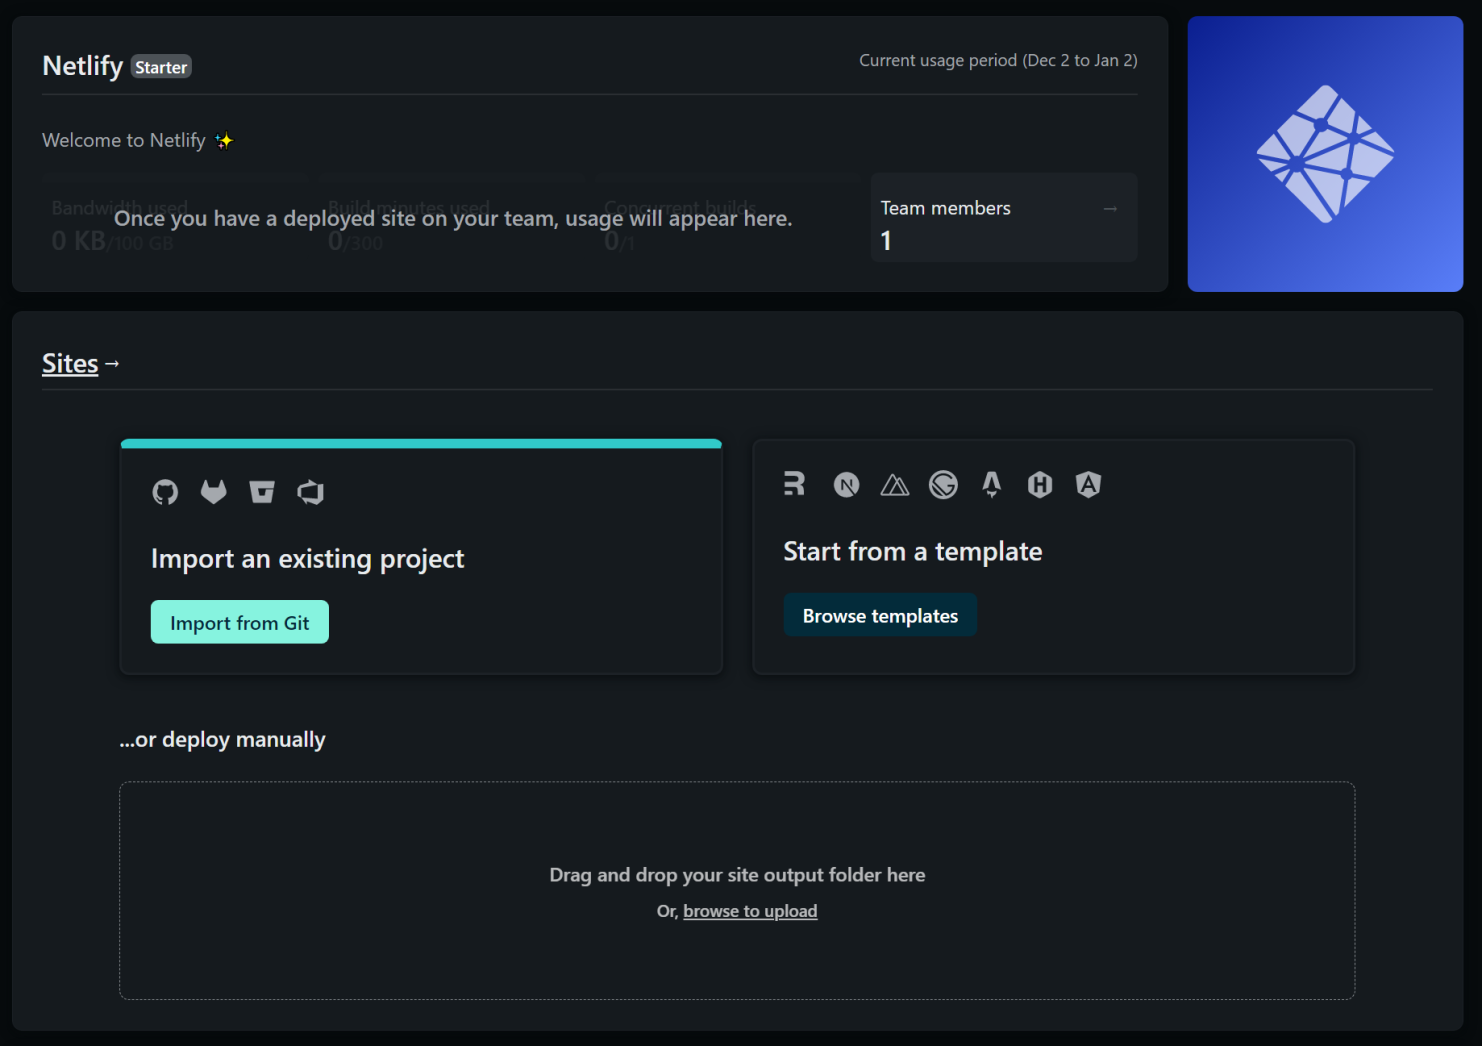 Netlify Starter
Current usage period (Dec 2 to Jan 2)
Welcome to Netlify ✨
Bandwidth used
0 KB/100 GB
Build minutes used
0/300
Concurrent builds
0/1
Once you have a deployed site on your team, usage will appear here.
Team members →
1
Sites →
Import an existing project
Import from Git
Start from a template
Browse templates
...or deploy manually
Drag and drop your site output folder here
Or, browse to upload